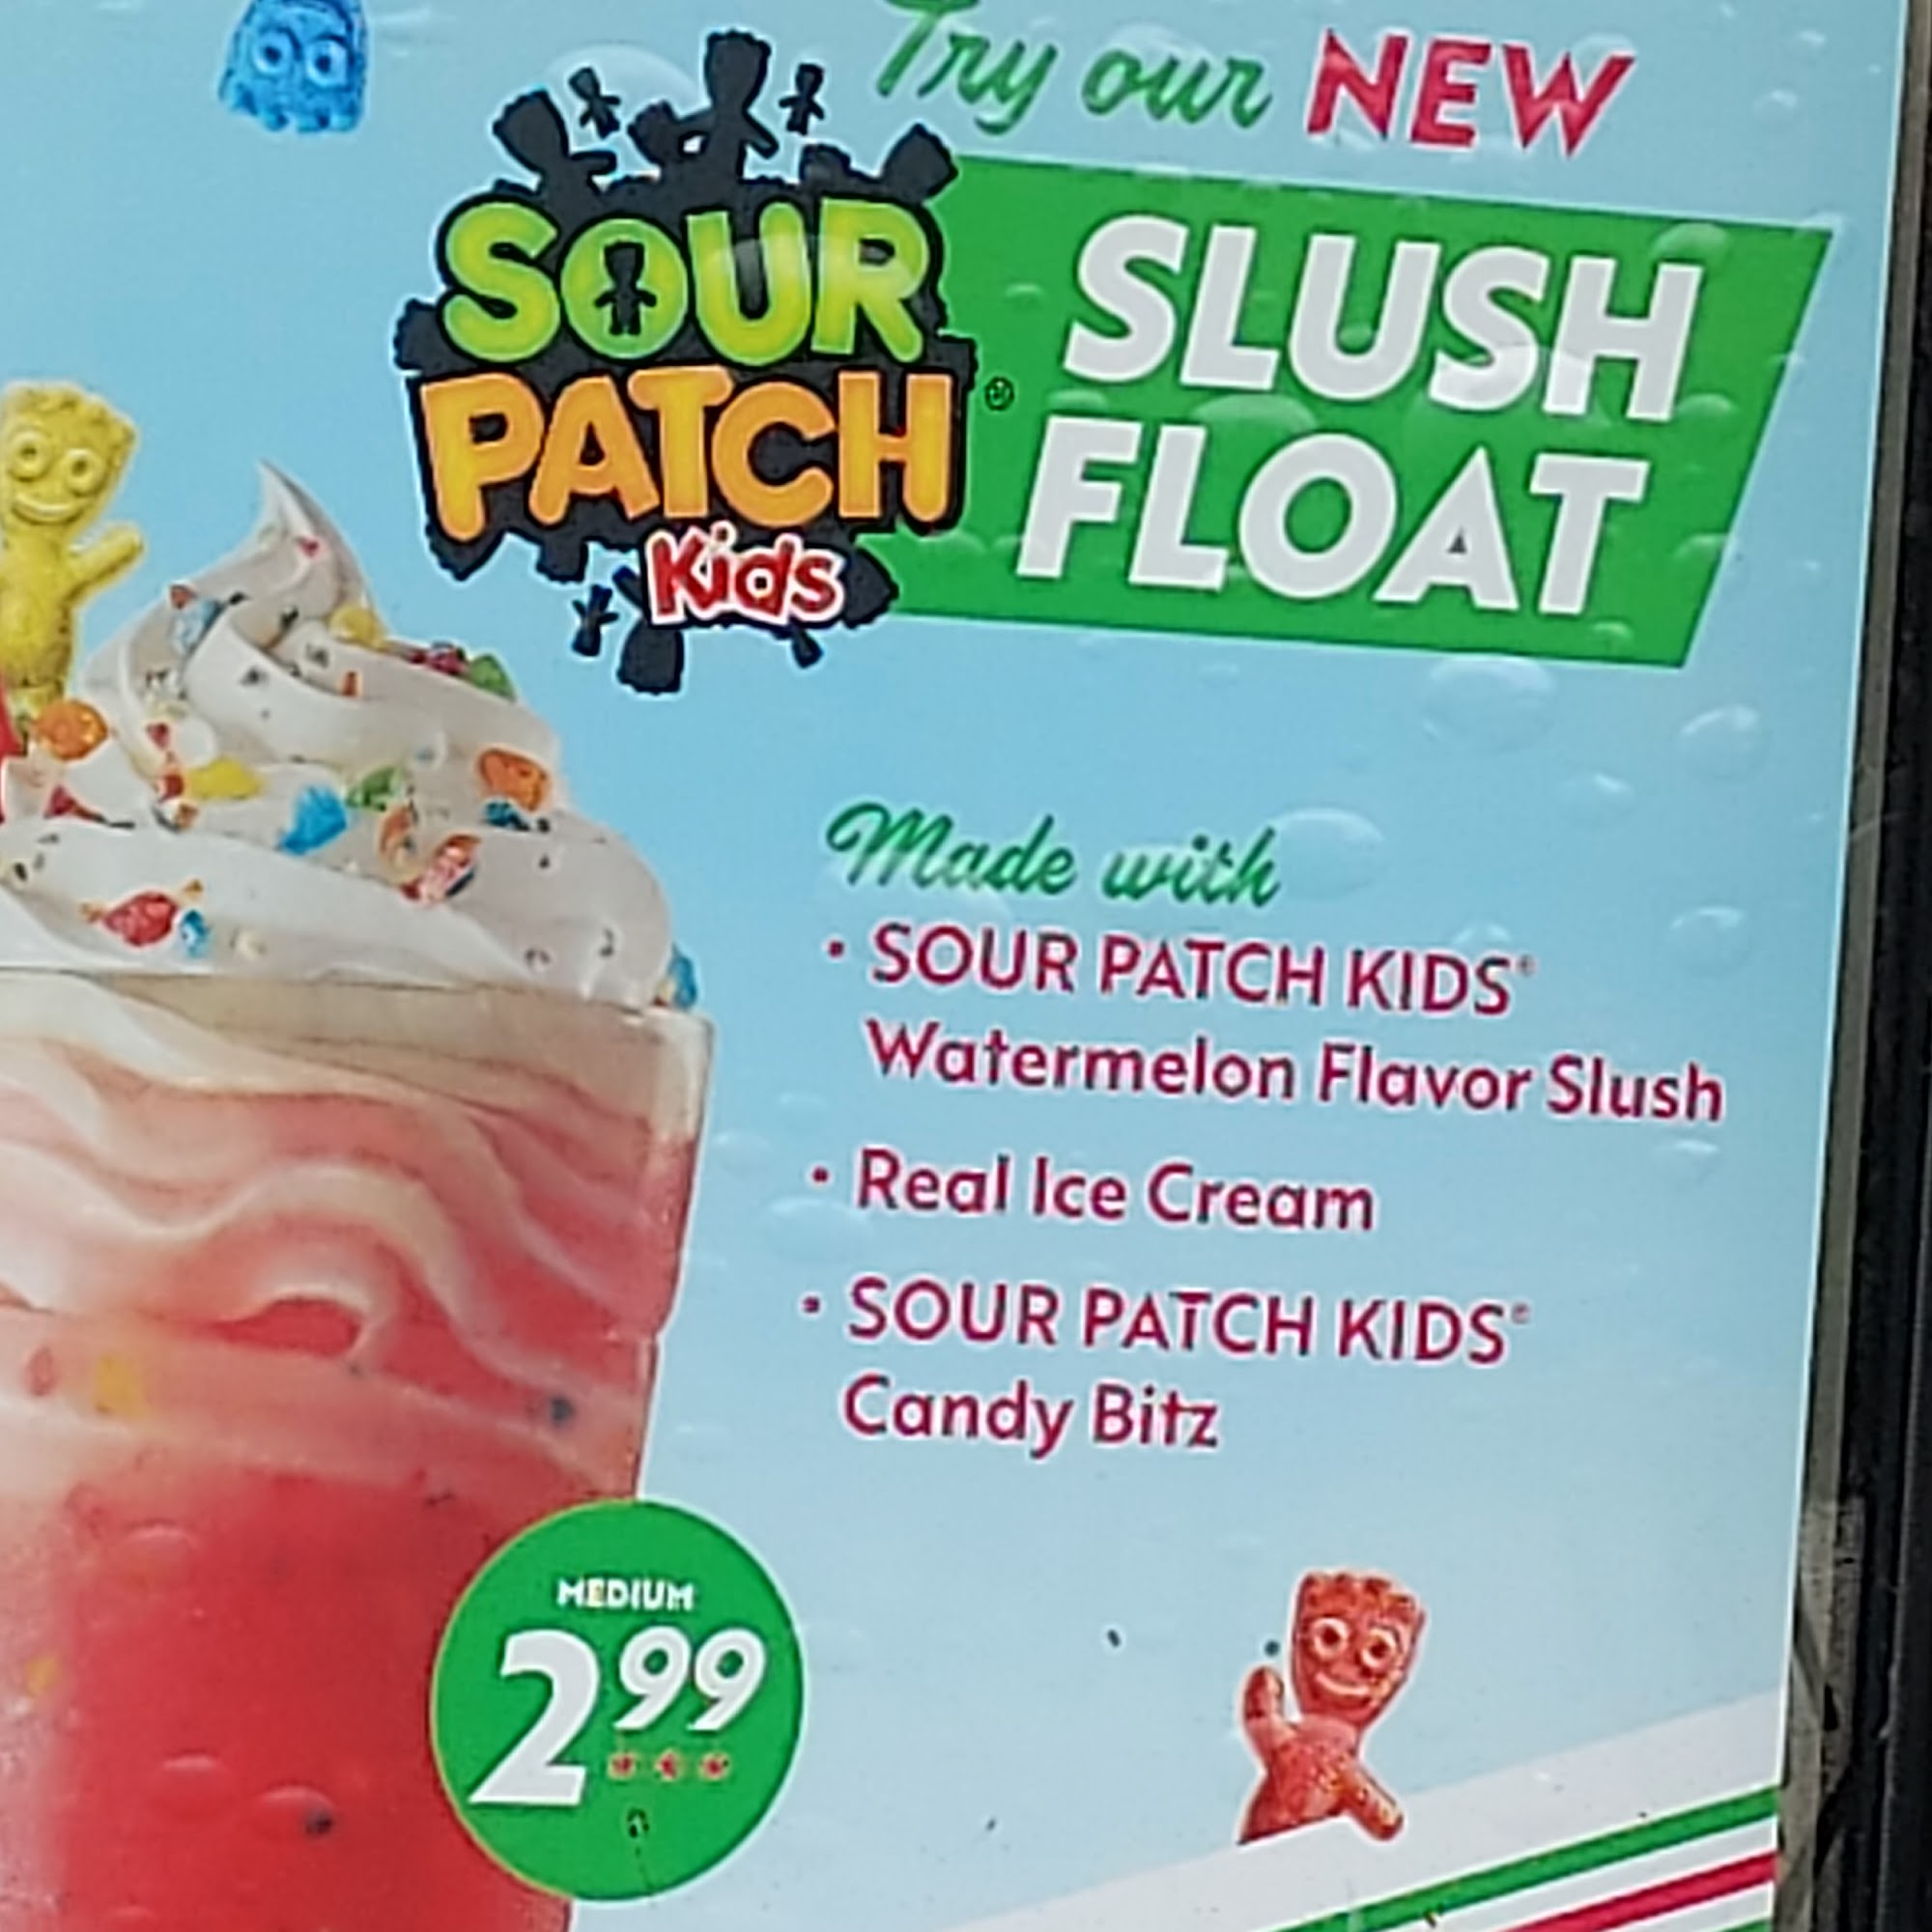 Try our NEW
SOUR
PATCH
Kids®
SLUSH
FLOAT
Made with
• SOUR PATCH KIDS®
Watermelon Flavor Slush
• Real Ice Cream
• SOUR PATCH KIDS®
Candy Bitz
MEDIUM
2 99